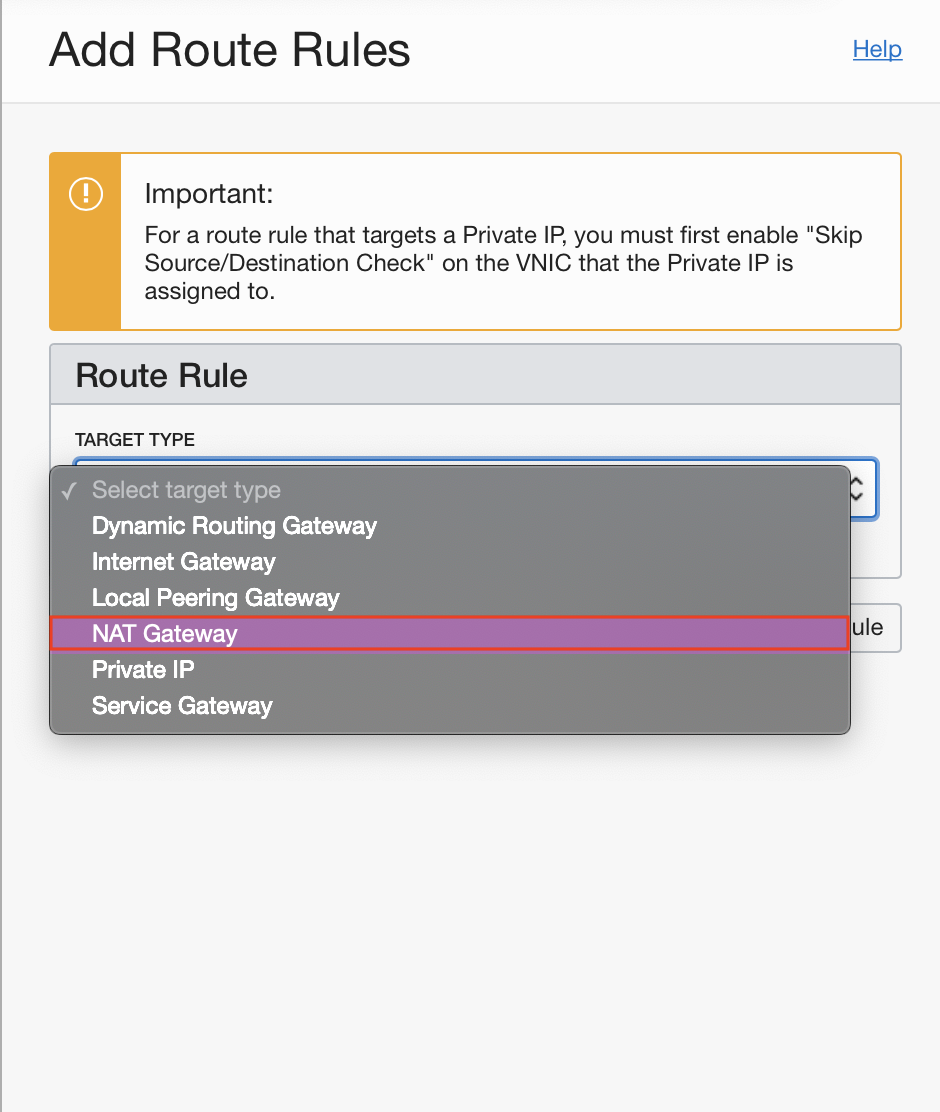 Add Route Rules
Help
Important:
For a route rule that targets a Private IP, you must first enable "Skip
Source/Destination Check" on the VNIC that the Private IP is
assigned to.
Route Rule
TARGET TYPE
✓ Select target type
Dynamic Routing Gateway
Internet Gateway
Local Peering Gateway
NAT Gateway
ule
Private IP
Service Gateway